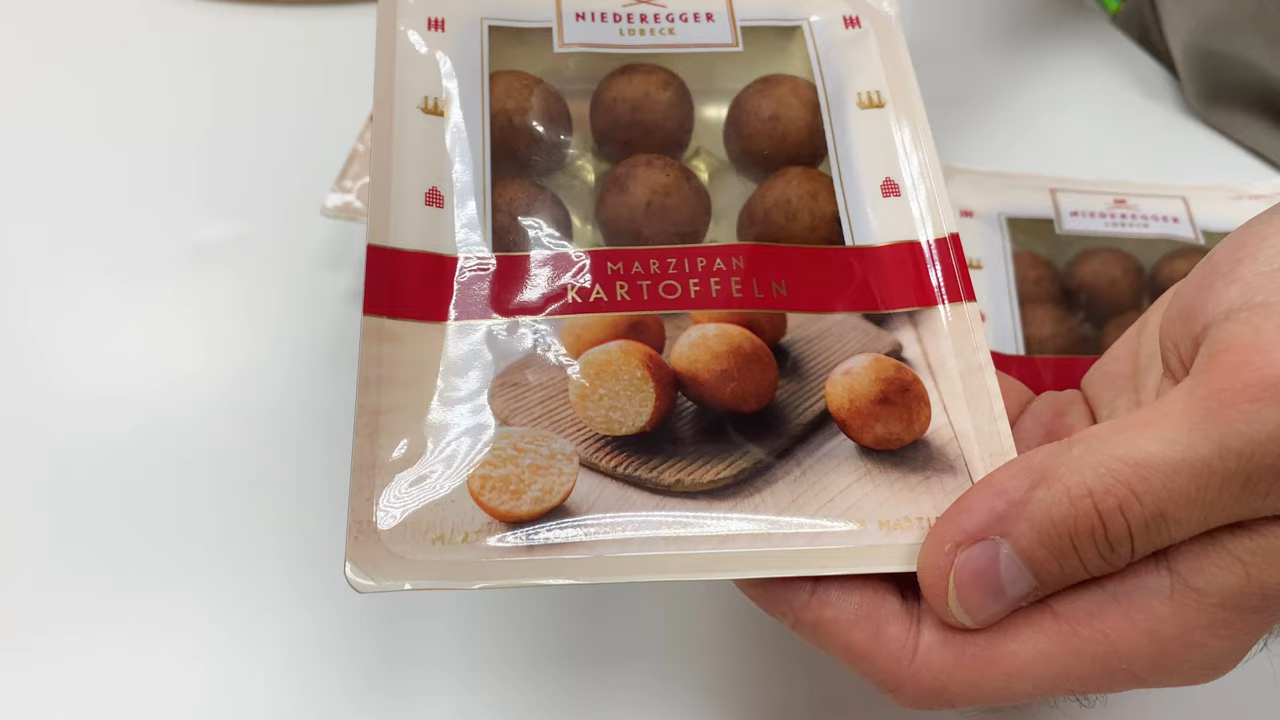 NIEDEREGGER
LÜBECK
MARZIPAN
KARTOFFELN
NIEDEREGGER
LÜBECK